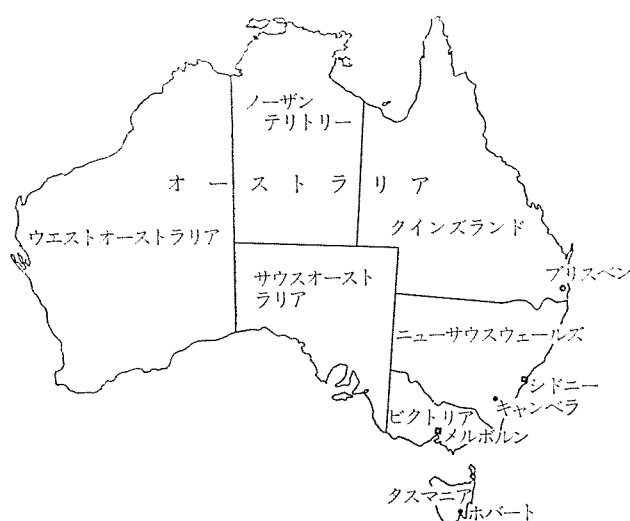 ノーザン
テリトリー
オーストラリア
ウエストオーストラリア
クインズランド
サウスオースト
ラリア
ブリスベン
ニューサウスウェールズ
シドニー
キャンベラ
ビクトリア
メルボルン
タスマニア
ホバート